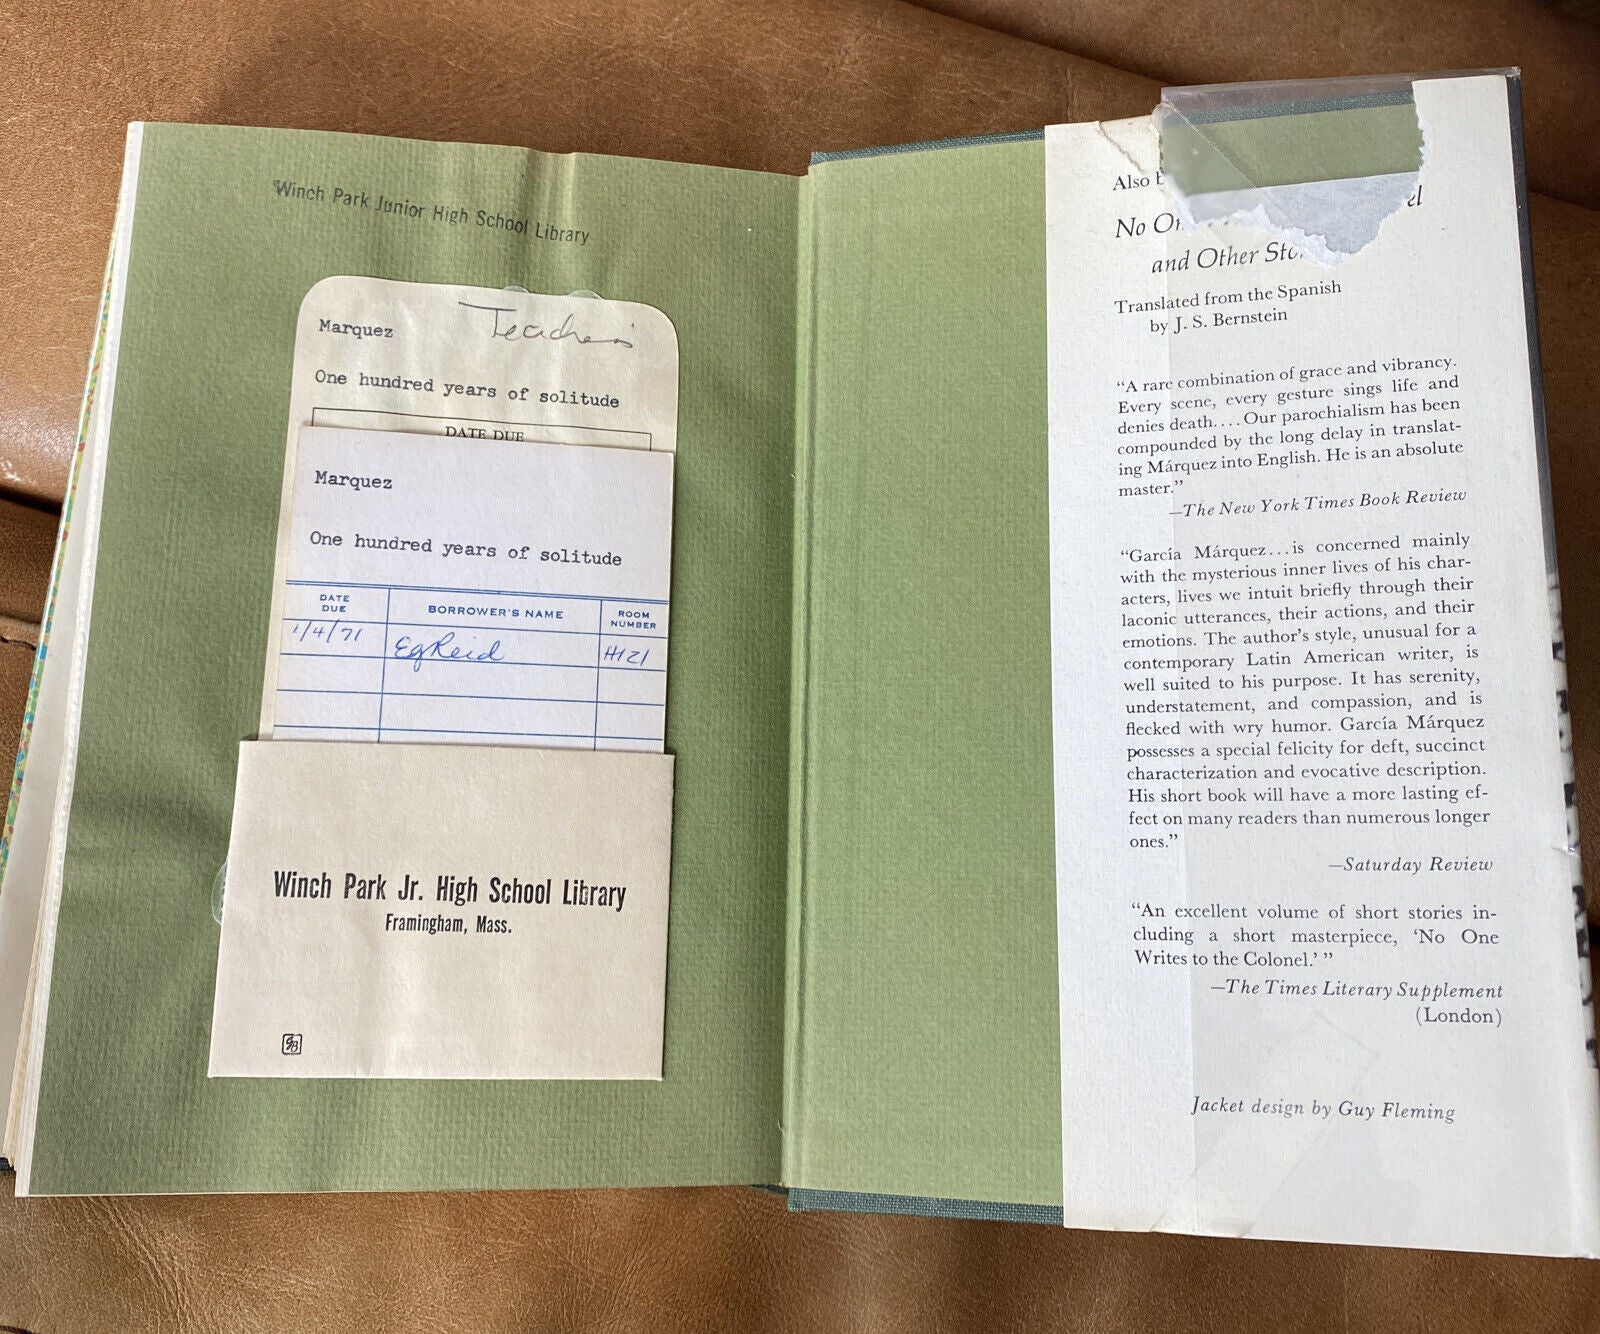 Winch Park Junior High School Library
Teacher's
Marquez
One hundred years of solitude
DATE DUE
Marquez
One hundred years of solitude
DATE DUE BORROWER'S NAME ROOM NUMBER
1/4/71 Reid H121
Winch Park Jr. High School Library
Framingham, Mass.
Also
No
and Other
Translated from the Spanish
by J. S. Bernstein
“A rare combination of grace and vibrancy.
Every scene, every gesture sings life and
denies death....Our parochialism has been
compounded by the long delay in translat-
ing Márquez into English. He is an absolute
master.”
—The New York Times Book Review
“García Márquez...is concerned mainly
with the mysterious inner lives of his char-
acters, lives we intuit briefly through their
laconic utterances, their actions, and their
emotions. The author's style, unusual for a
contemporary Latin American writer, is
well suited to his purpose. It has serenity,
understatement, and compassion, and is
flecked with wry humor. García Márquez
possesses a special felicity for deft, succinct
characterization and evocative description.
His short book will have a more lasting ef-
fect on many readers than numerous longer
ones.”
—Saturday Review
“An excellent volume of short stories in-
cluding a short masterpiece, ‘No One
Writes to the Colonel.’ ”
—The Times Literary Supplement
(London)
Jacket design by Guy Fleming